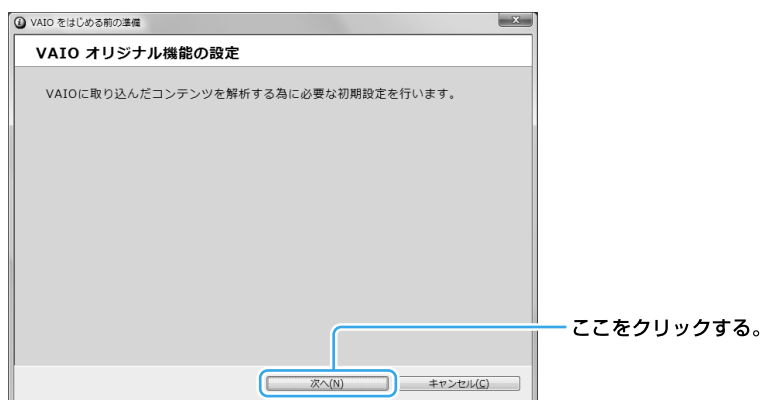 VAIO をはじめる前の準備
VAIO オリジナル機能の設定
VAIOに取り込んだコンテンツを解析する為に必要な初期設定を行います。
ここをクリックする。
次へ(N)
キャンセル(C)